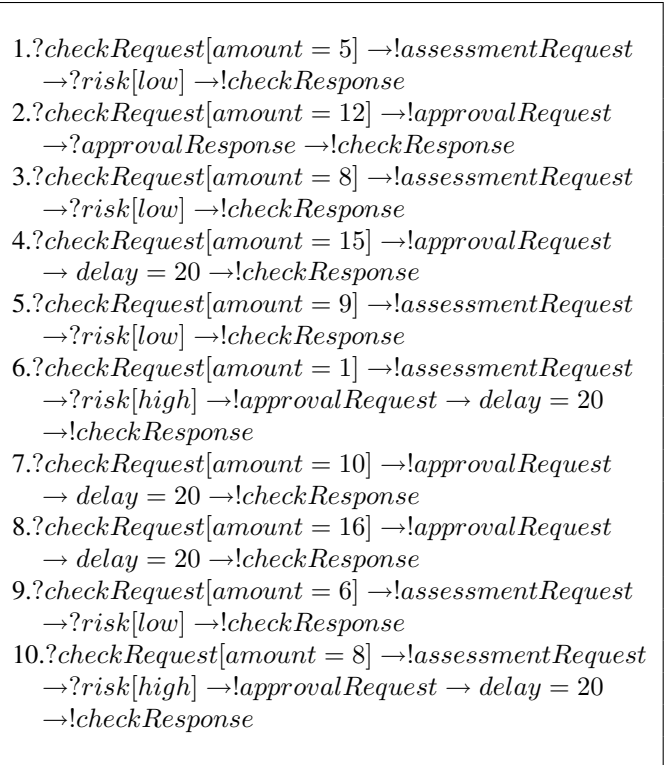 1.?checkRequest[amount = 5] →!assessmentRequest
→?risk[low] →!checkResponse
2.?checkRequest[amount = 12] →!approvalRequest
→?approvalResponse →!checkResponse
3.?checkRequest[amount = 8] →!assessmentRequest
→?risk[low] →!checkResponse
4.?checkRequest[amount = 15] →!approvalRequest
→ delay = 20 →!checkResponse
5.?checkRequest[amount = 9] →!assessmentRequest
→?risk[low] →!checkResponse
6.?checkRequest[amount = 1] →!assessmentRequest
→?risk[high] →!approvalRequest → delay = 20
→!checkResponse
7.?checkRequest[amount = 10] →!approvalRequest
→ delay = 20 →!checkResponse
8.?checkRequest[amount = 16] →!approvalRequest
→ delay = 20 →!checkResponse
9.?checkRequest[amount = 6] →!assessmentRequest
→?risk[low] →!checkResponse
10.?checkRequest[amount = 8] →!assessmentRequest
→?risk[high] →!approvalRequest → delay = 20
→!checkResponse